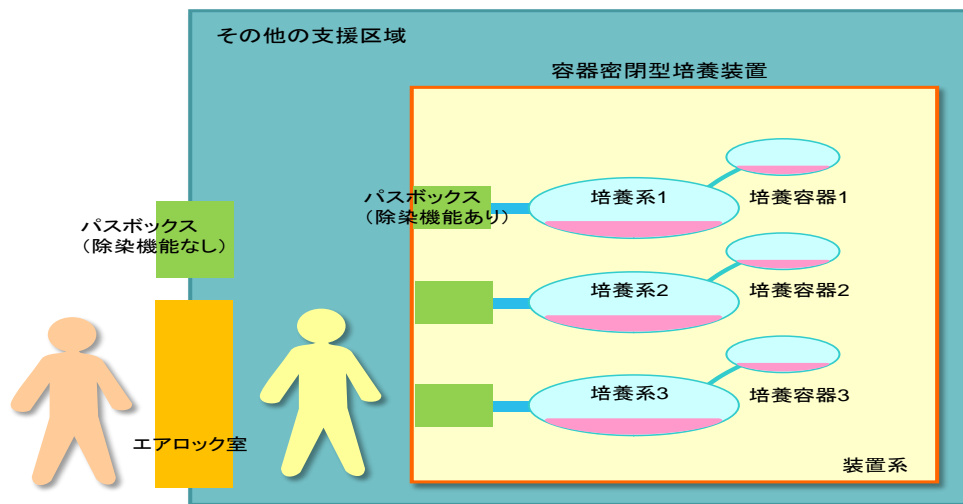 その他の支援区域
容器密閉型培養装置
パスボックス
（除染機能なし）
パスボックス
（除染機能あり）
培養系1
培養容器1
培養系2
培養容器2
培養系3
培養容器3
エアロック室
装置系